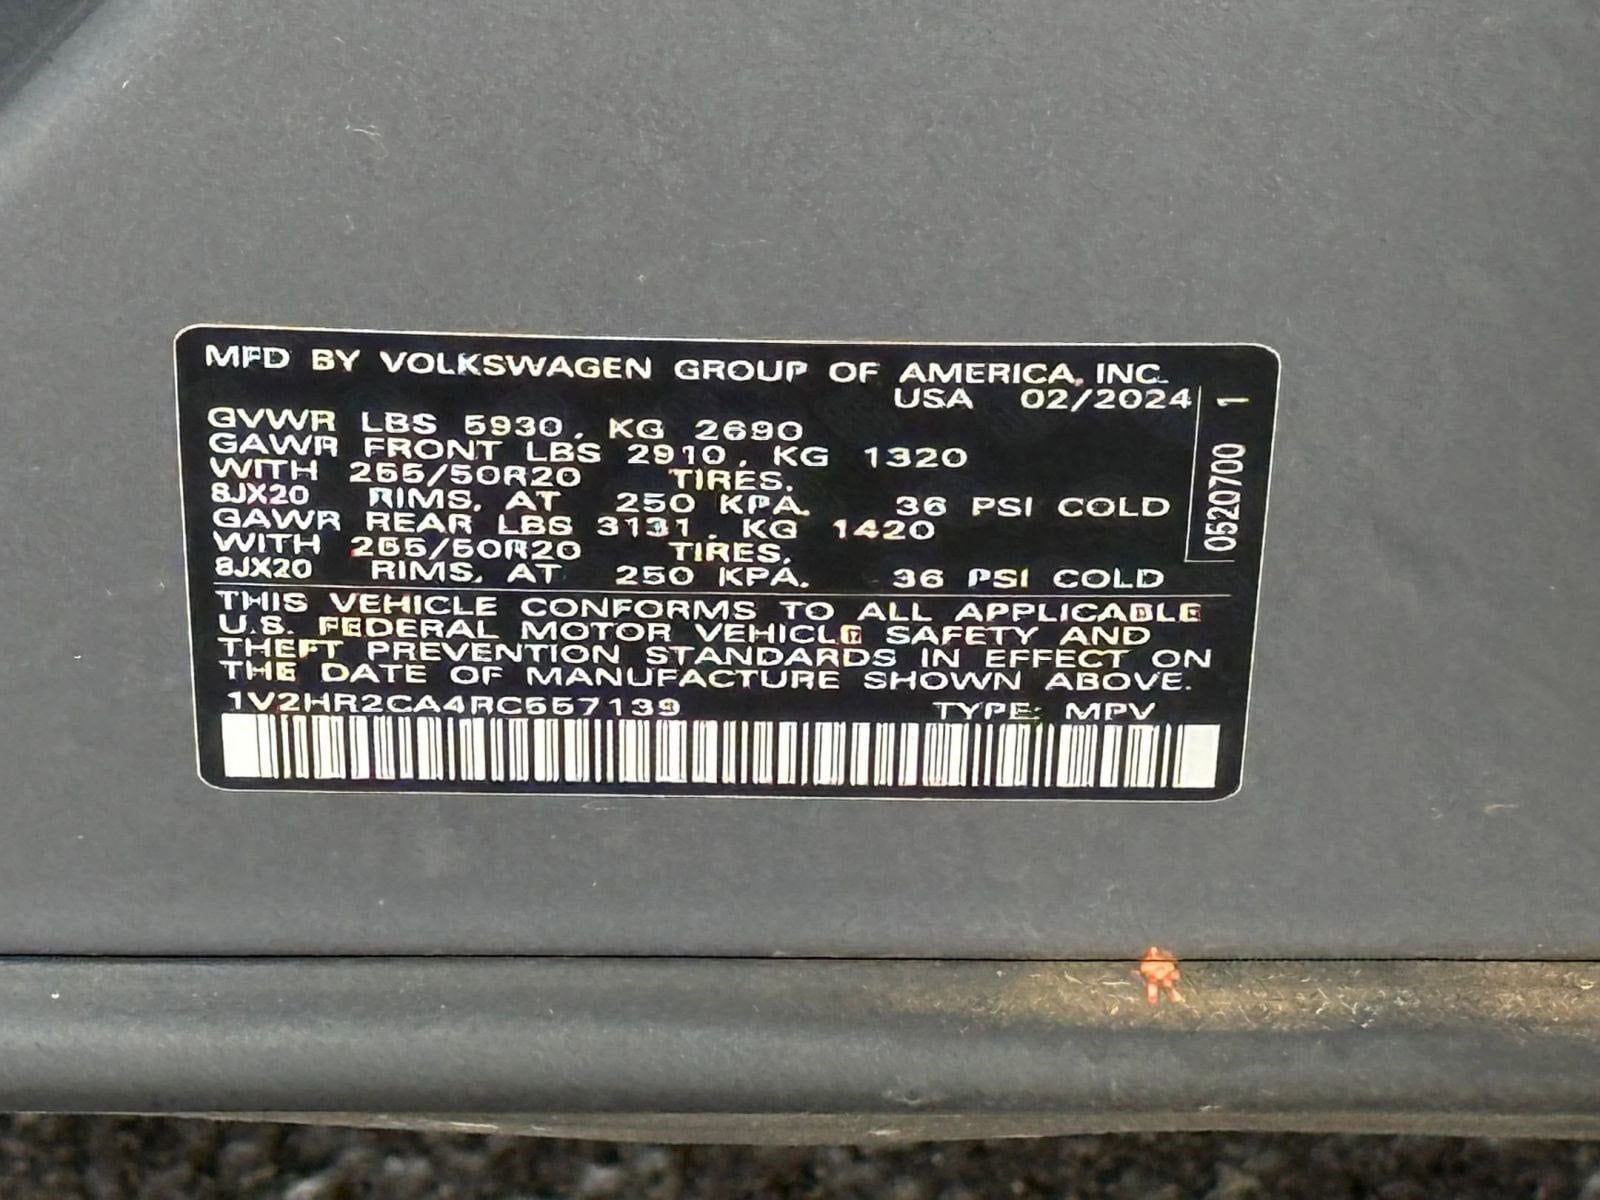 MFD BY VOLKSWAGEN GROUP OF AMERICA, INC.
USA 02/2024
GVWR LBS 5930, KG 2690
GAWR FRONT LBS 2910, KG 1320
WITH 255/50R20 TIRES,
8JX20 RIMS, AT 250 KPA, 36 PSI COLD
GAWR REAR LBS 3131, KG 1420
WITH 255/50R20 TIRES,
8JX20 RIMS, AT 250 KPA, 36 PSI COLD
THIS VEHICLE CONFORMS TO ALL APPLICABLE
U.S. FEDERAL MOTOR VEHICLE SAFETY AND
THEFT PREVENTION STANDARDS IN EFFECT ON
THE DATE OF MANUFACTURE SHOWN ABOVE.
1V2HR2CA4RC557139 TYPE: MPV
0520700 1